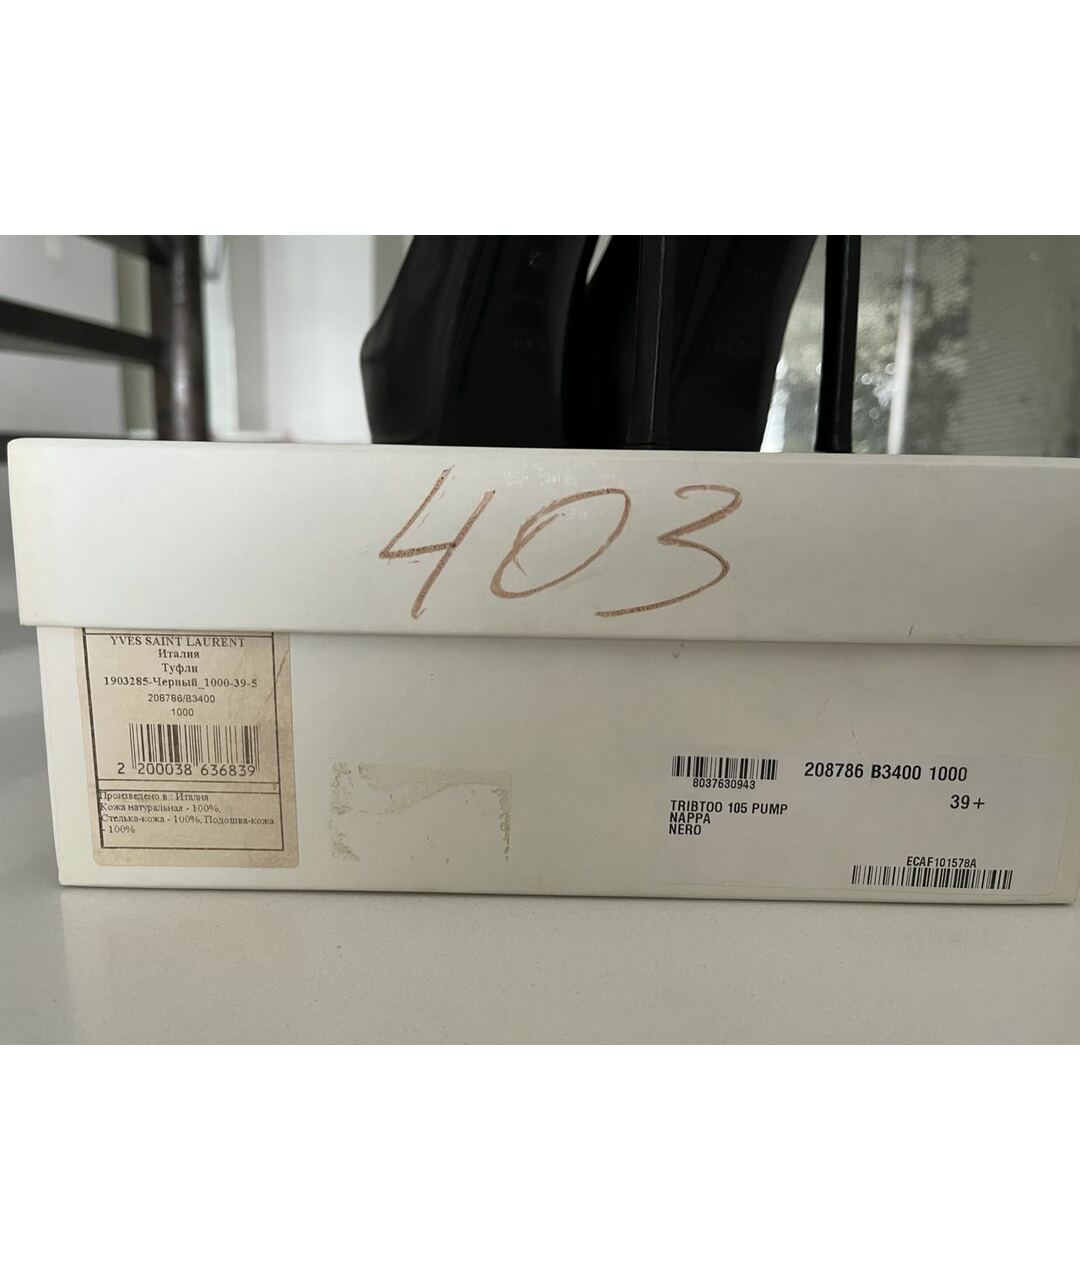 403
YVES SAINT LAURENT
Италия
Туфли
1903285-Черный_1000-39-5
208786/B3400
1000
2 200038 636839
Произведено в : Италия
Кожа натуральная - 100%,
Стелька-кожа - 100%, Подошва-кожа
- 100%
208786 B3400 1000
8037630943
39+
TRIBTOO 105 PUMP
NAPPA
NERO
ECAF101578A